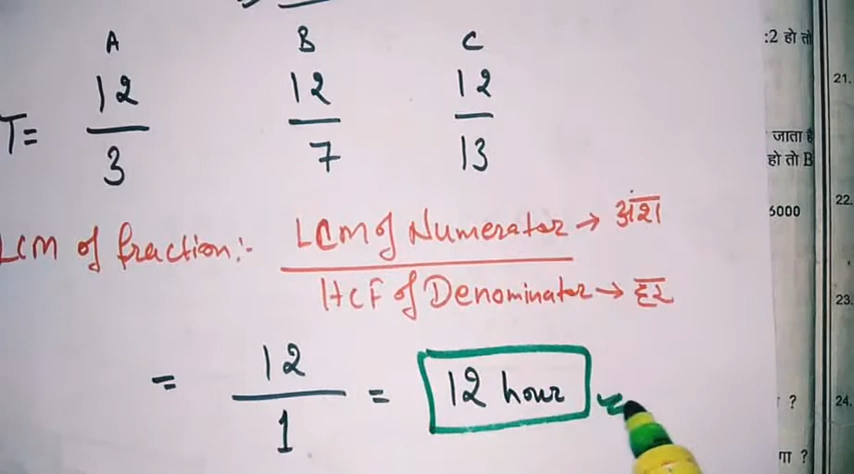 A B C
T= 12/3 12/7 12/13
LCM of fraction:- LCM of Numerator → अंश
HCF of Denominator → हर
= 12/1 = 12 hour
:2 हो तो
21.
जाता है
हो तो B
22.
5000
23.
? 24.
गा ?